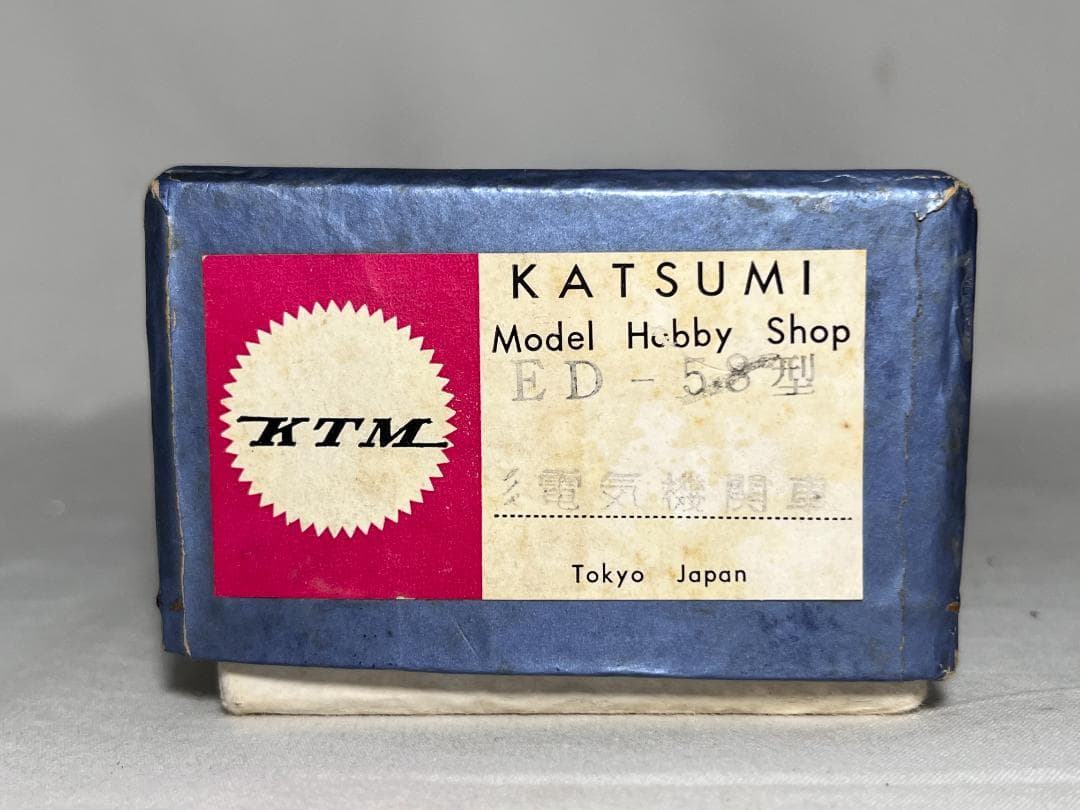 KTM
KATSUMI
Model Hobby Shop
ED-58型
電気機関車
Tokyo Japan